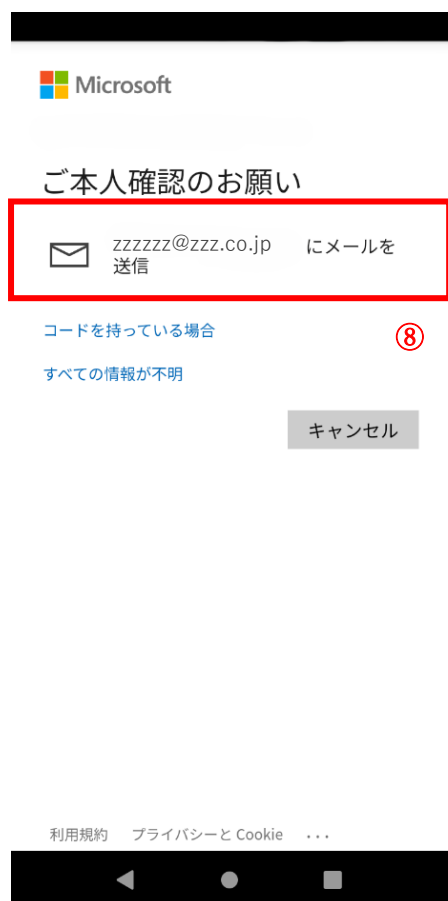 Microsoft
ご本人確認のお願い
zzzzzz@zzz.co.jp にメールを
送信
コードを持っている場合
⑧
すべての情報が不明
キャンセル
利用規約 プライバシーと Cookie ...